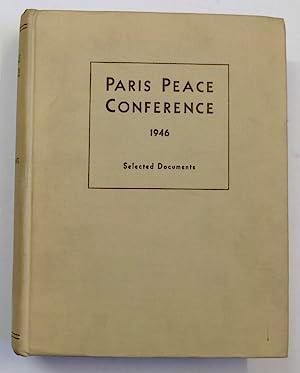 PARIS PEACE
CONFERENCE
1946
Selected Documents